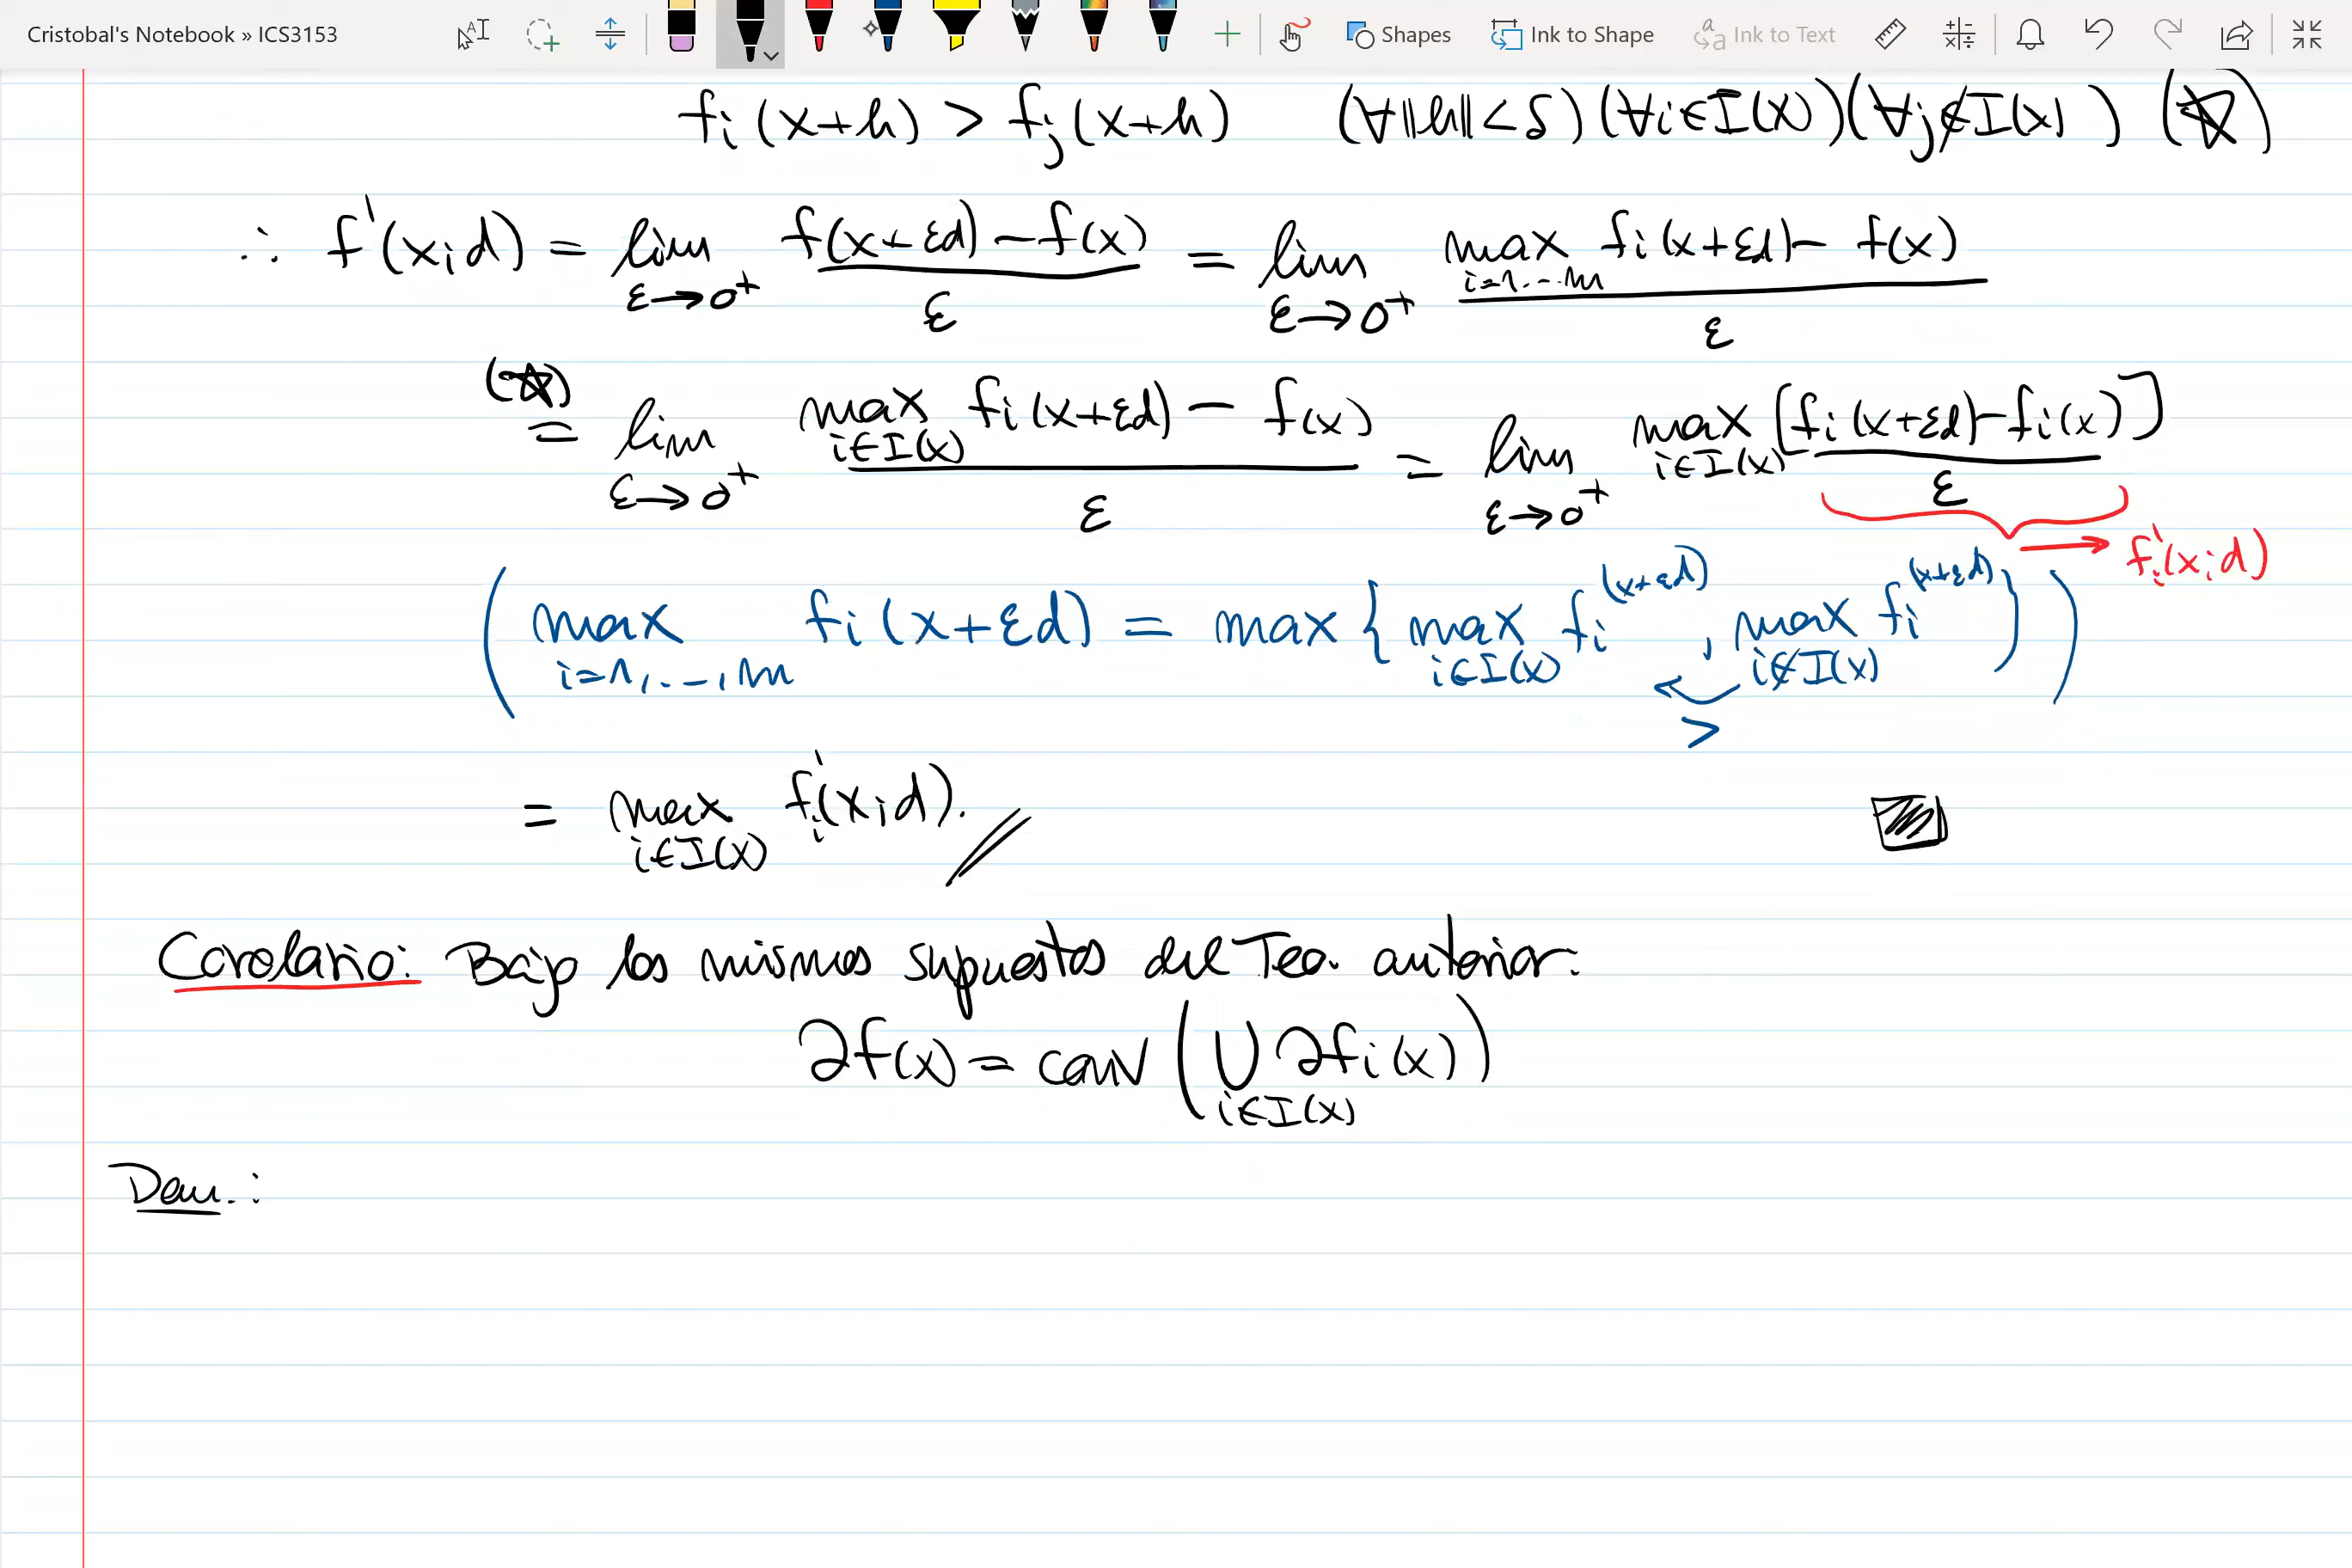 Cristobal's Notebook » ICS3153
Shapes Ink to Shape Ink to Text
fi(x+h) > fj(x+h) (∀‖h‖<δ)(∀i∈I(x))(∀j∉I(x)) (☆)
∴ f'(x;d) = lim ε→0⁺ (f(x+εd) − f(x))/ε = lim ε→0⁺ (max i=1...m fi(x+εd) − f(x))/ε
(☆) = lim ε→0⁺ (max i∈I(x) fi(x+εd) − f(x))/ε = lim ε→0⁺ max i∈I(x) [fi(x+εd) − fi(x)]/ε
→ fi'(x;d)
( max i=1,...,m fi(x+εd) = max { max i∈I(x) fi(x+εd) , max i∉I(x) fi(x+εd) } )
>
= max i∈I(x) fi'(x;d).
Corolario: Bajo los mismos supuestos del Teo. anterior:
∂f(x) = conv ( ∪ i∈I(x) ∂fi(x) )
Dem.: